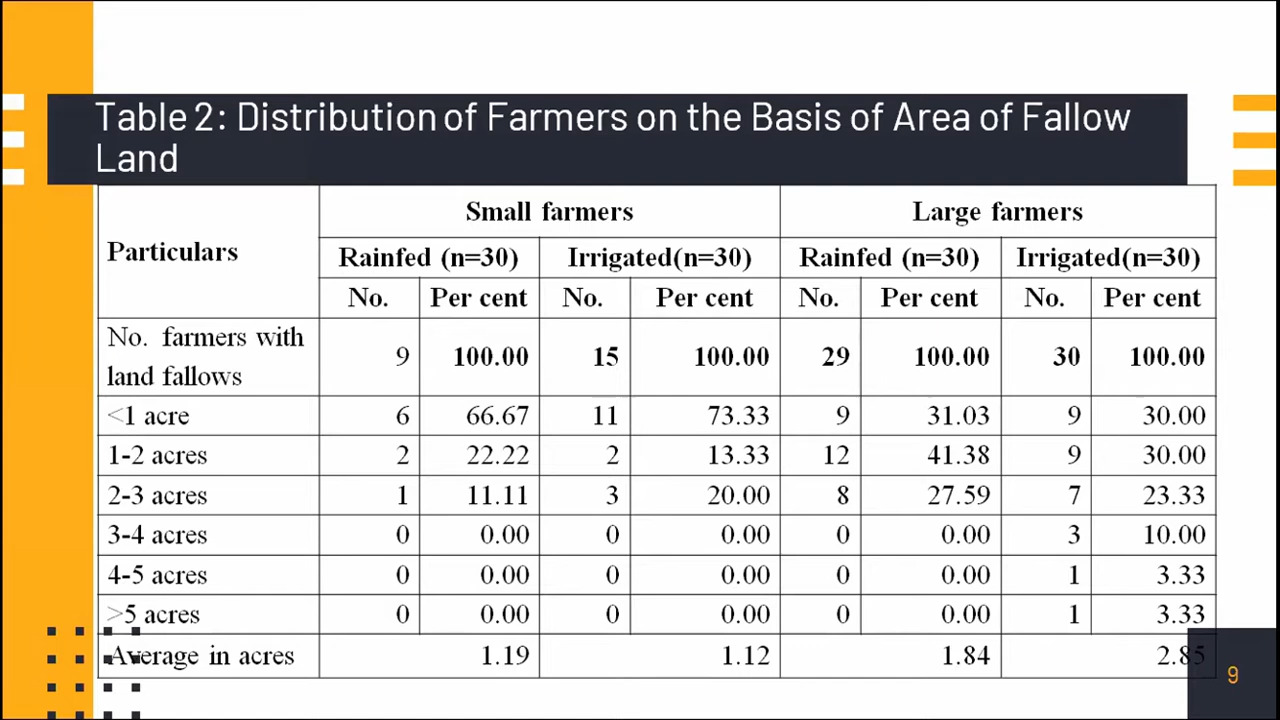 Table 2: Distribution of Farmers on the Basis of Area of Fallow
Land
Particulars Small farmers Large farmers
Rainfed (n=30) Irrigated(n=30) Rainfed (n=30) Irrigated(n=30)
No. Per cent No. Per cent No. Per cent No. Per cent
No. farmers with
land fallows 9 100.00 15 100.00 29 100.00 30 100.00
<1 acre 6 66.67 11 73.33 9 31.03 9 30.00
1-2 acres 2 22.22 2 13.33 12 41.38 9 30.00
2-3 acres 1 11.11 3 20.00 8 27.59 7 23.33
3-4 acres 0 0.00 0 0.00 0 0.00 3 10.00
4-5 acres 0 0.00 0 0.00 0 0.00 1 3.33
>5 acres 0 0.00 0 0.00 0 0.00 1 3.33
Average in acres 1.19 1.12 1.84 2.85
9